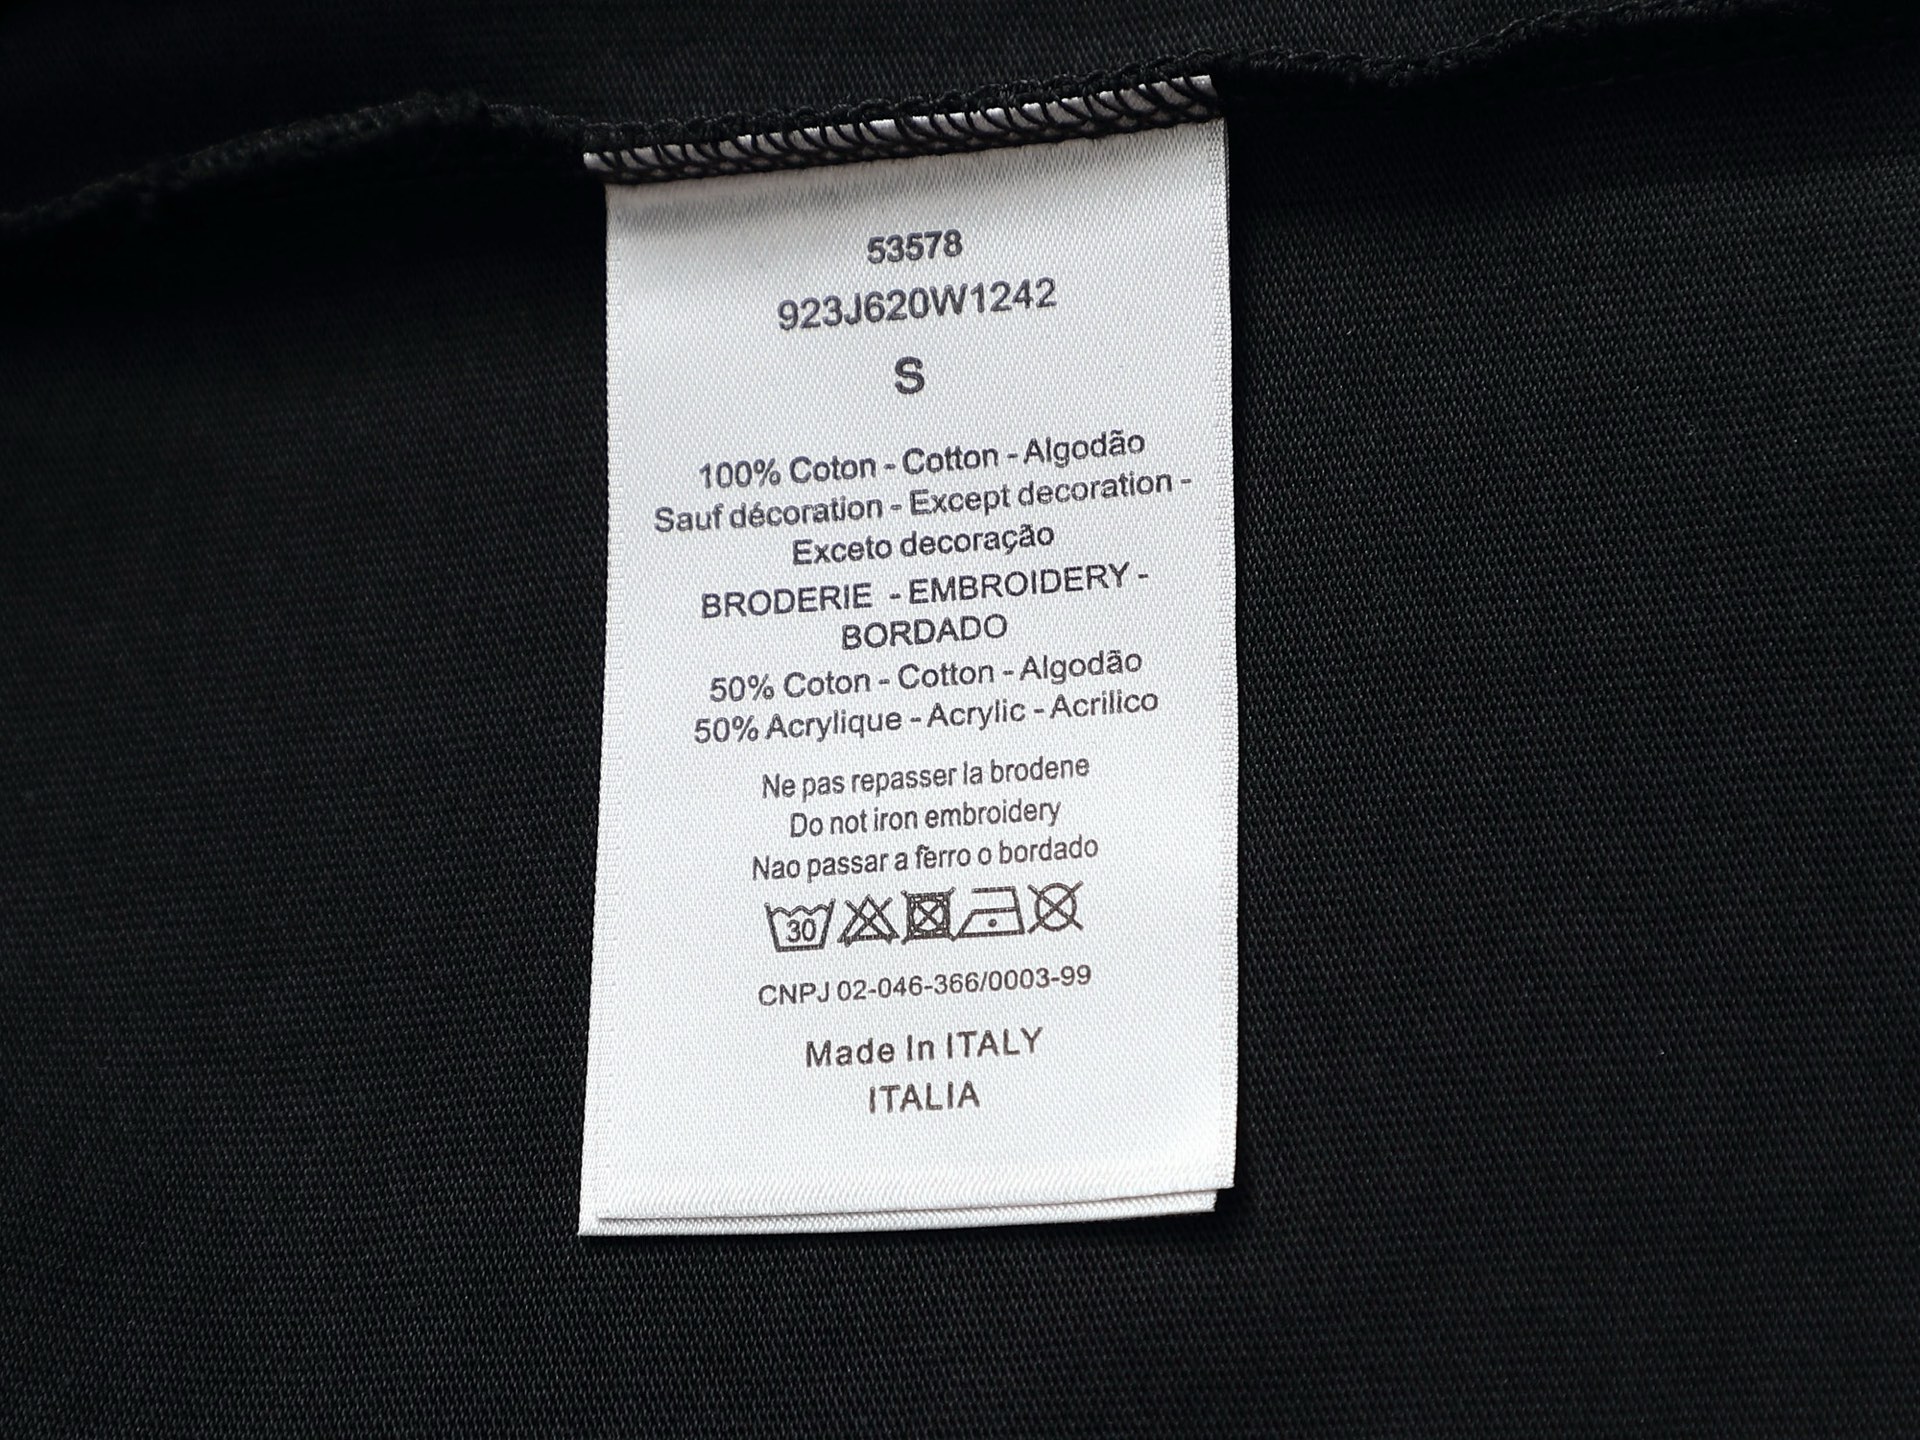 53578
923J620W1242
S
100% Coton - Cotton - Algodão
Sauf décoration - Except decoration -
Exceto decoração
BRODERIE - EMBROIDERY -
BORDADO
50% Coton - Cotton - Algodão
50% Acrylique - Acrylic - Acrilico
Ne pas repasser la brodene
Do not iron embroidery
Nao passar a ferro o bordado
30
CNPJ 02-046-366/0003-99
Made In ITALY
ITALIA